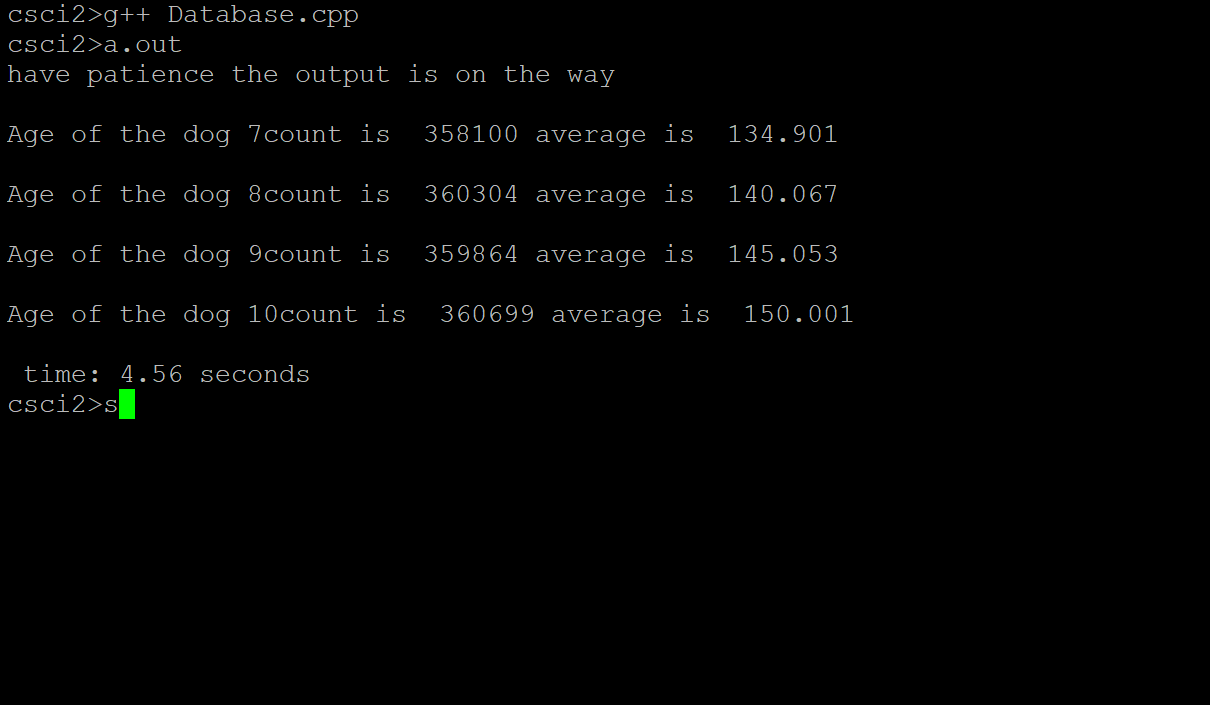 csci2>g++ Database.cpp
csci2>a.out
have patience the output is on the way
Age of the dog 7count is  358100 average is  134.901
Age of the dog 8count is  360304 average is  140.067
Age of the dog 9count is  359864 average is  145.053
Age of the dog 10count is  360699 average is  150.001
 time: 4.56 seconds
csci2>s